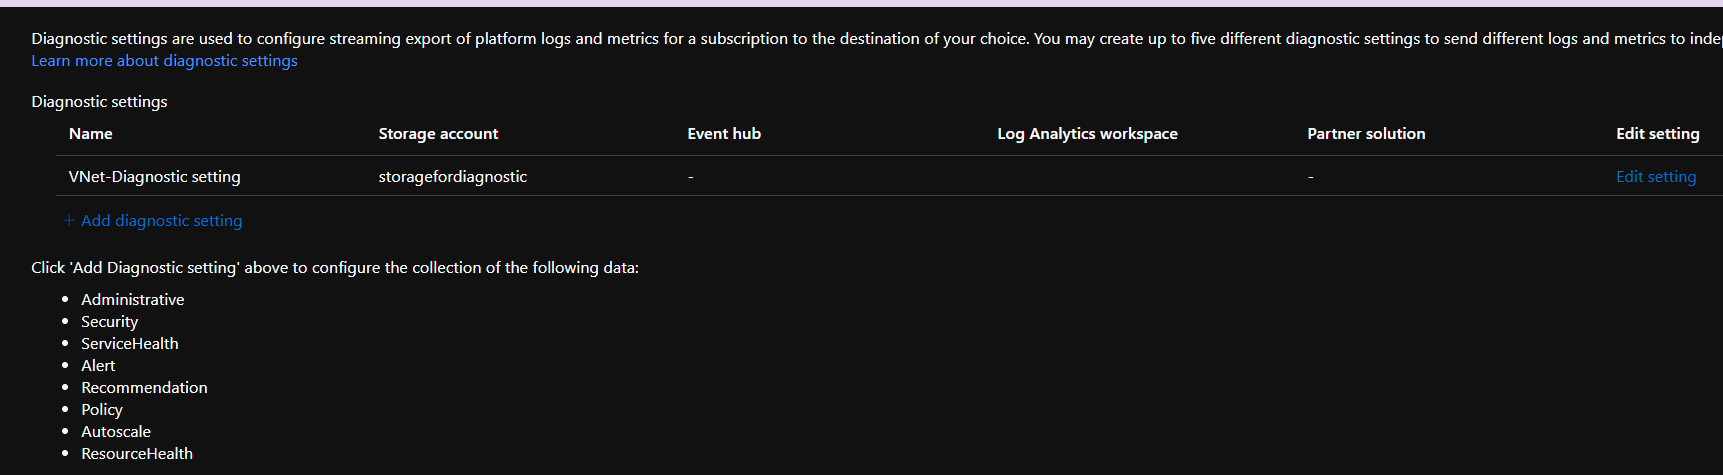 Diagnostic settings are used to configure streaming export of platform logs and metrics for a subscription to the destination of your choice. You may create up to five different diagnostic settings to send different logs and metrics to
Learn more about diagnostic settings
Diagnostic settings
Name Storage account Event hub Log Analytics workspace Partner solution Edit setting
VNet-Diagnostic setting storagefordiagnostic - - Edit setting
+ Add diagnostic setting
Click 'Add Diagnostic setting' above to configure the collection of the following data:
• Administrative
• Security
• ServiceHealth
• Alert
• Recommendation
• Policy
• Autoscale
• ResourceHealth